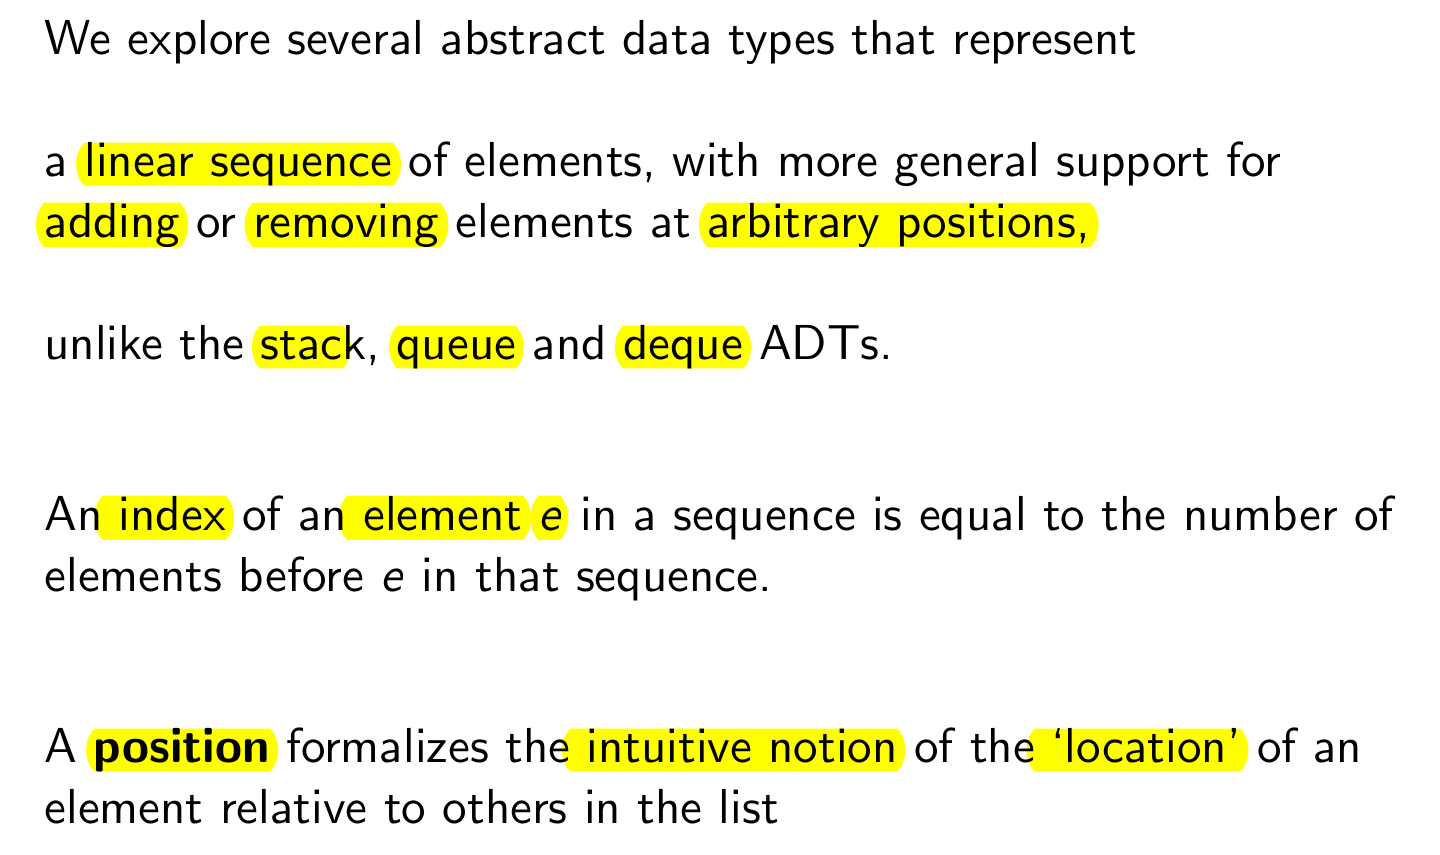 We explore several abstract data types that represent
a linear sequence of elements, with more general support for
adding or removing elements at arbitrary positions,
unlike the stack, queue and deque ADTs.
An index of an element e in a sequence is equal to the number of
elements before e in that sequence.
A position formalizes the intuitive notion of the ‘location’ of an
element relative to others in the list